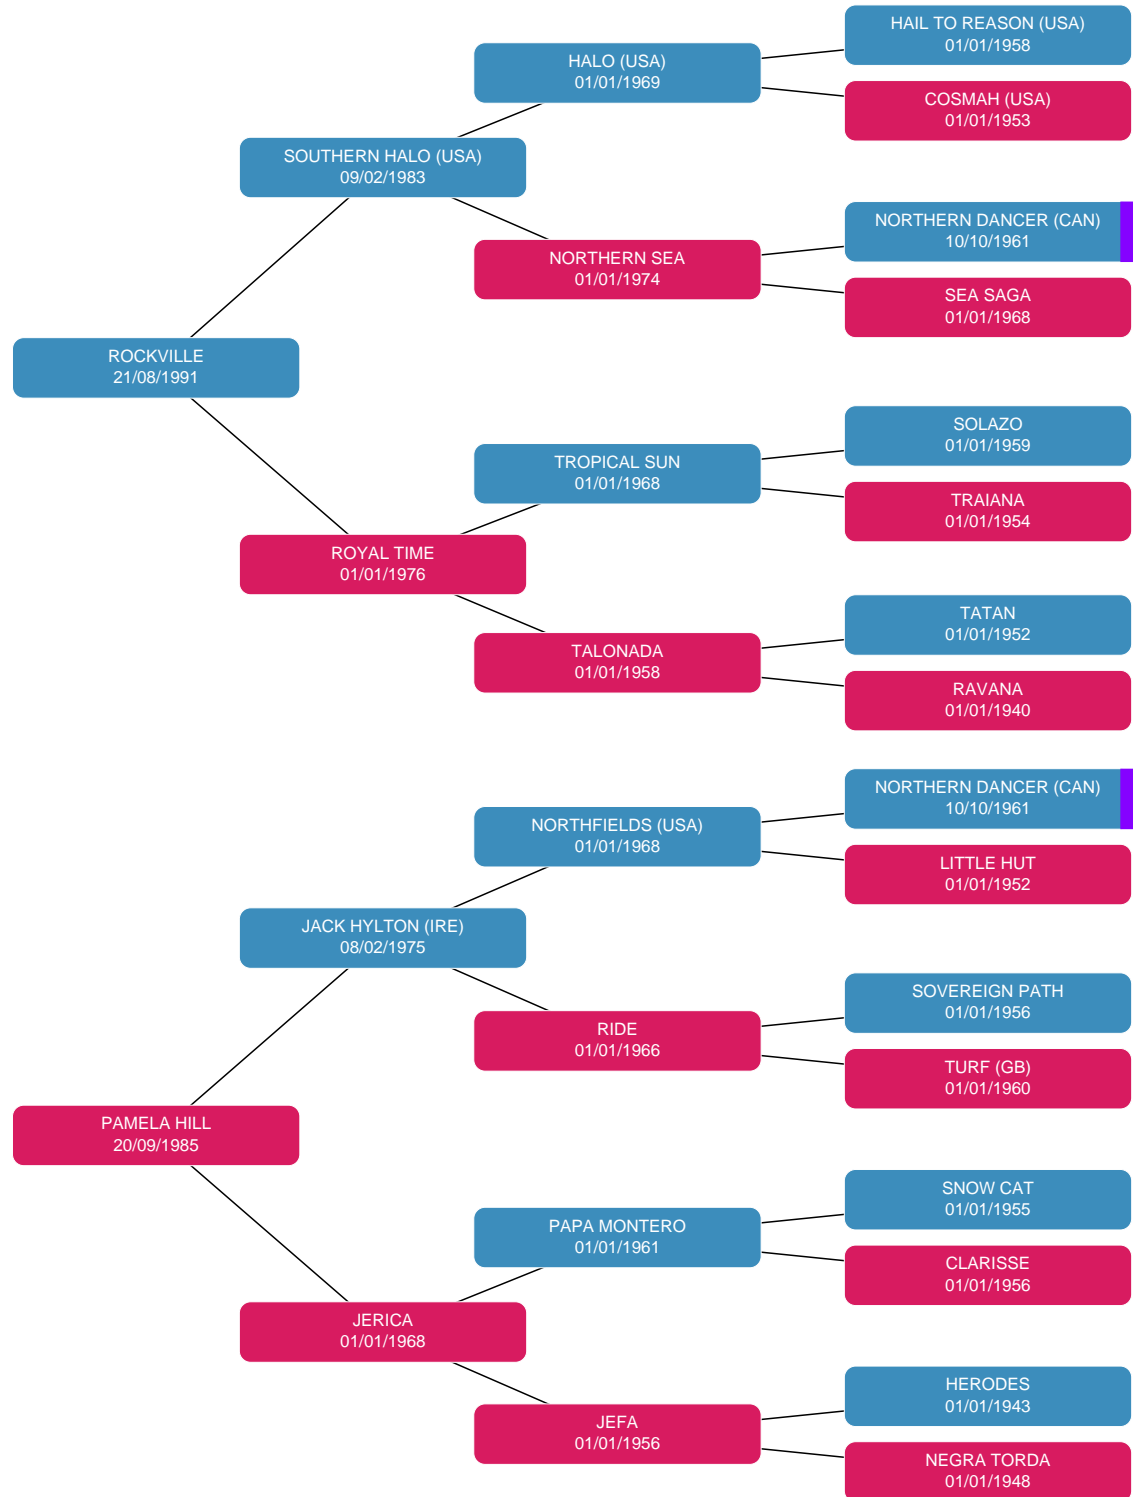 HAIL TO REASON (USA)
01/01/1958
HALO (USA)
01/01/1969
COSMAH (USA)
01/01/1953
SOUTHERN HALO (USA)
09/02/1983
NORTHERN DANCER (CAN)
10/10/1961
NORTHERN SEA
01/01/1974
SEA SAGA
01/01/1968
ROCKVILLE
21/08/1991
SOLAZO
01/01/1959
TROPICAL SUN
01/01/1968
TRAIANA
01/01/1954
ROYAL TIME
01/01/1976
TATAN
01/01/1952
TALONADA
01/01/1958
RAVANA
01/01/1940
NORTHERN DANCER (CAN)
10/10/1961
NORTHFIELDS (USA)
01/01/1968
LITTLE HUT
01/01/1952
JACK HYLTON (IRE)
08/02/1975
SOVEREIGN PATH
01/01/1956
RIDE
01/01/1966
TURF (GB)
01/01/1960
PAMELA HILL
20/09/1985
SNOW CAT
01/01/1955
PAPA MONTERO
01/01/1961
CLARISSE
01/01/1956
JERICA
01/01/1968
HERODES
01/01/1943
JEFA
01/01/1956
NEGRA TORDA
01/01/1948